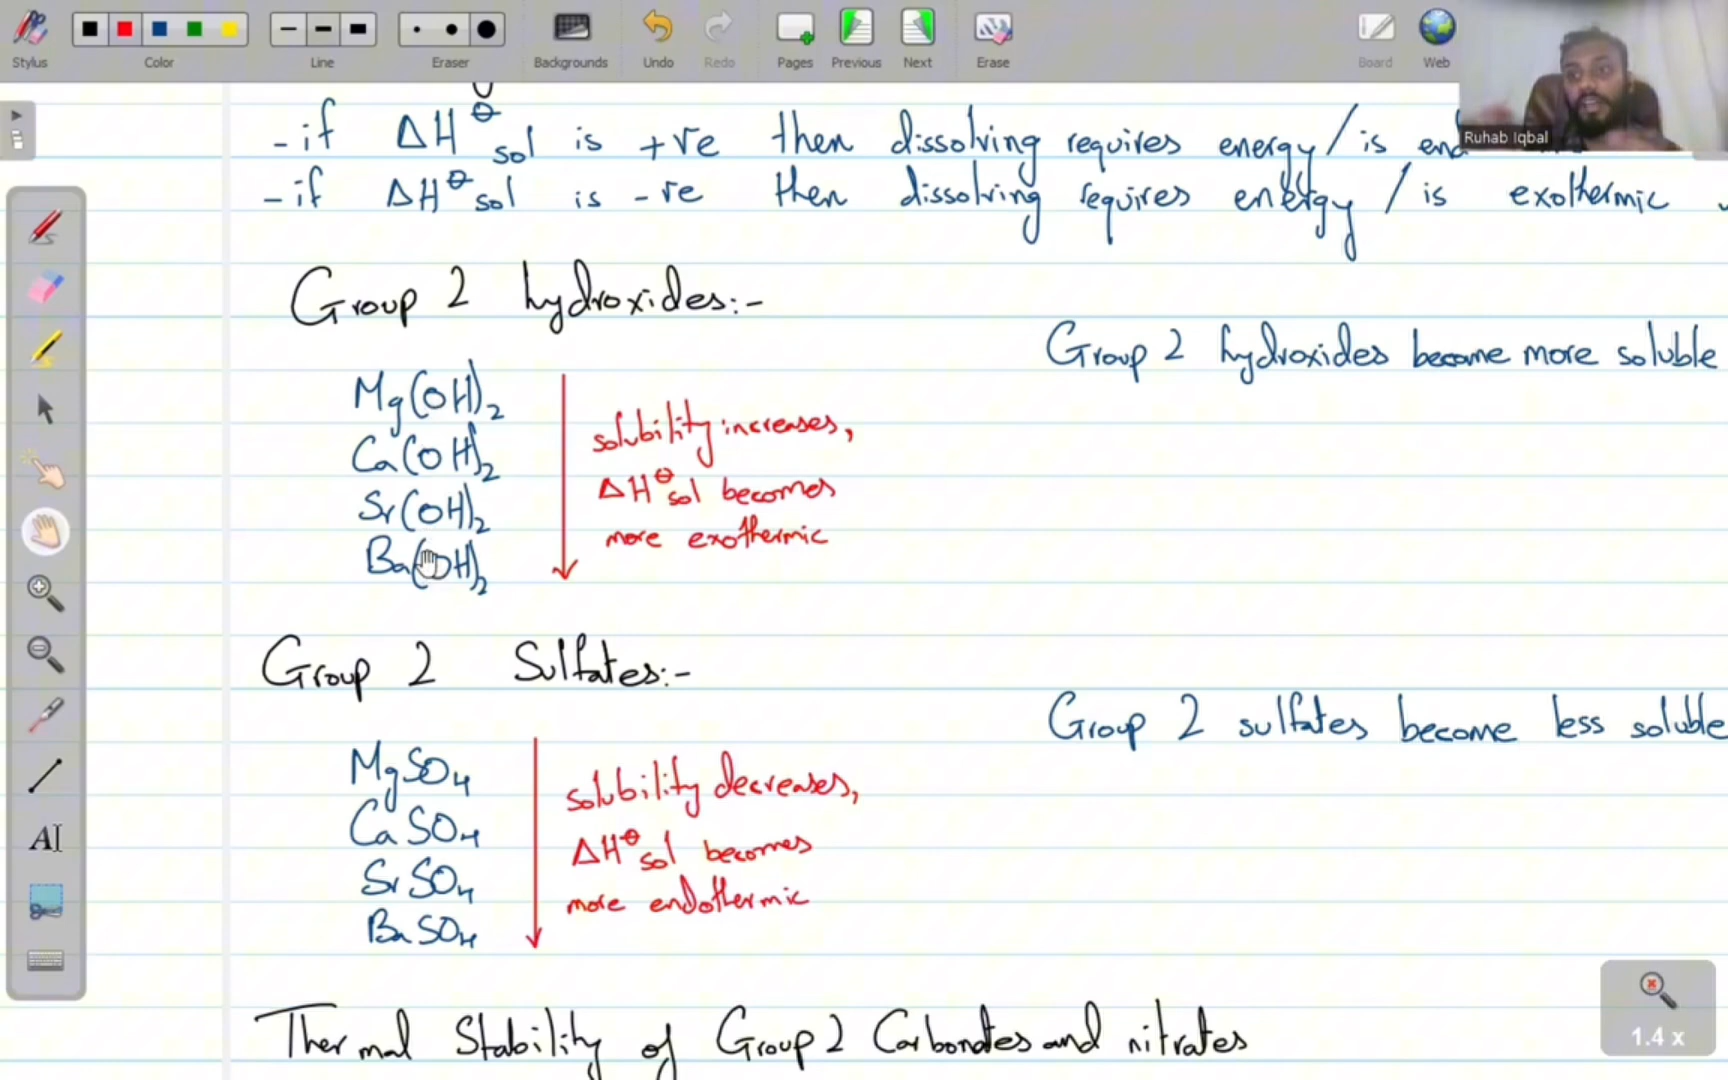 Stylus Color Line Eraser Backgrounds Undo Redo Pages Previous Next Erase Board Web
Ruhab Iqbal
- if ΔH⦵sol is +ve then dissolving requires energy / is
- if ΔH⦵sol is -ve then dissolving requires energy / is exothermic
Group 2 hydroxides:-
Group 2 hydroxides become more soluble
Mg(OH)2
Ca(OH)2
Sr(OH)2
Ba(OH)2
solubility increases,
ΔH⦵sol becomes
more exothermic
Group 2 Sulfates:-
Group 2 sulfates become less soluble
MgSO4
CaSO4
SrSO4
BaSO4
solubility decreases,
ΔH⦵sol becomes
more endothermic
Thermal Stability of Group 2 Carbonates and nitrates
AI
1.4 x